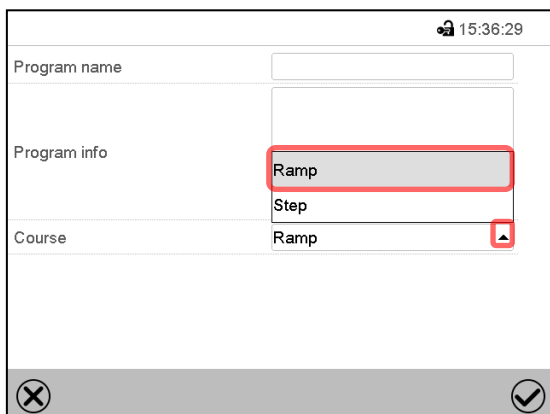 15:36:29
Program name
Program info
Ramp
Step
Course
Ramp